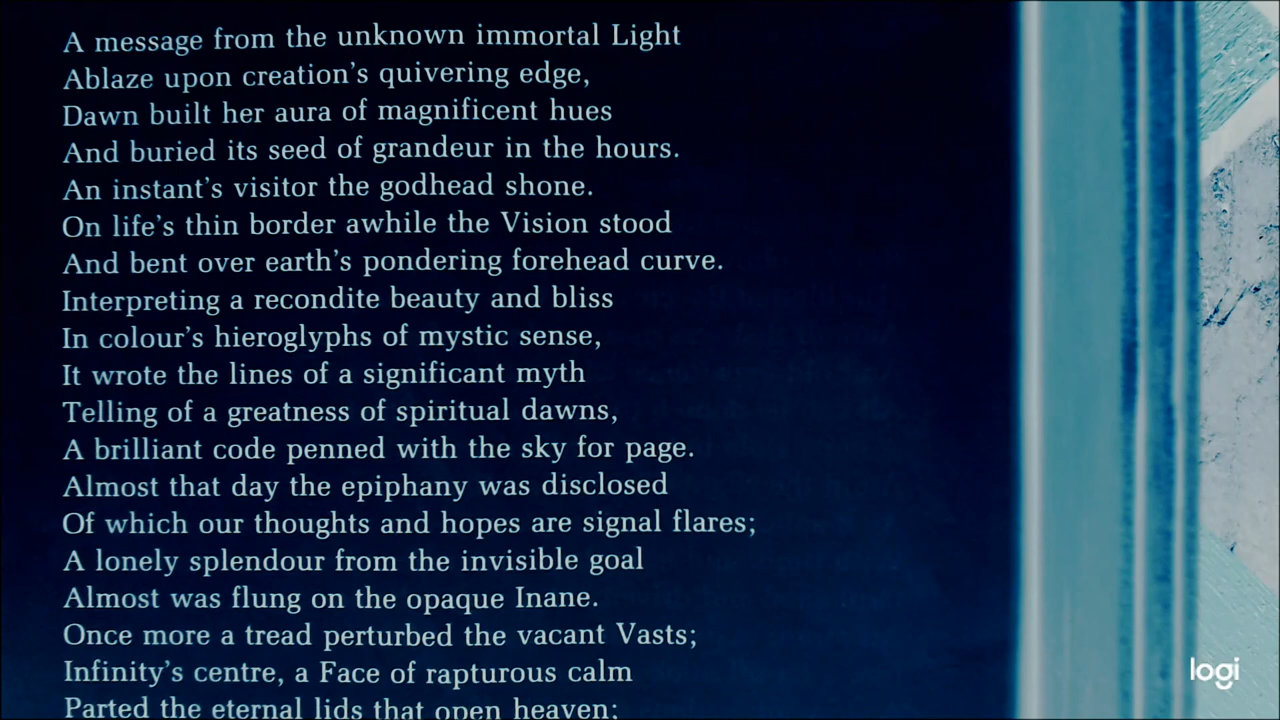 A message from the unknown immortal Light
Ablaze upon creation’s quivering edge,
Dawn built her aura of magnificent hues
And buried its seed of grandeur in the hours.
An instant’s visitor the godhead shone.
On life’s thin border awhile the Vision stood
And bent over earth’s pondering forehead curve.
Interpreting a recondite beauty and bliss
In colour’s hieroglyphs of mystic sense,
It wrote the lines of a significant myth
Telling of a greatness of spiritual dawns,
A brilliant code penned with the sky for page.
Almost that day the epiphany was disclosed
Of which our thoughts and hopes are signal flares;
A lonely splendour from the invisible goal
Almost was flung on the opaque Inane.
Once more a tread perturbed the vacant Vasts;
Infinity’s centre, a Face of rapturous calm
Parted the eternal lids that open heaven;
logi